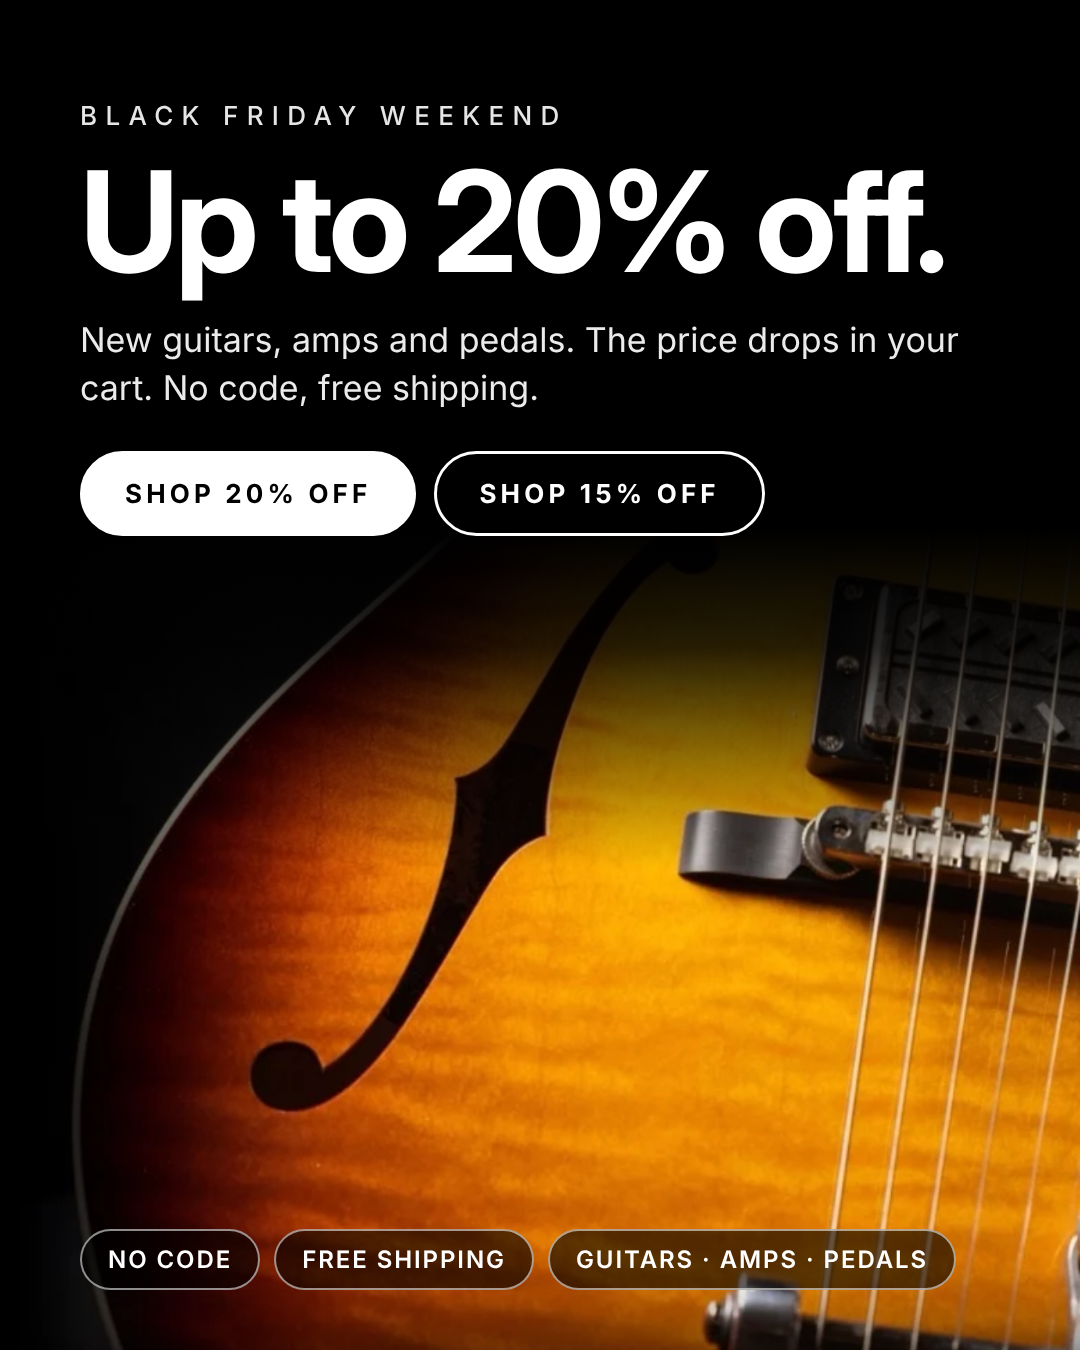 BLACK FRIDAY WEEKEND
Up to 20% off.
New guitars, amps and pedals. The price drops in your
cart. No code, free shipping.
SHOP 20% OFF
SHOP 15% OFF
NO CODE
FREE SHIPPING
GUITARS · AMPS · PEDALS